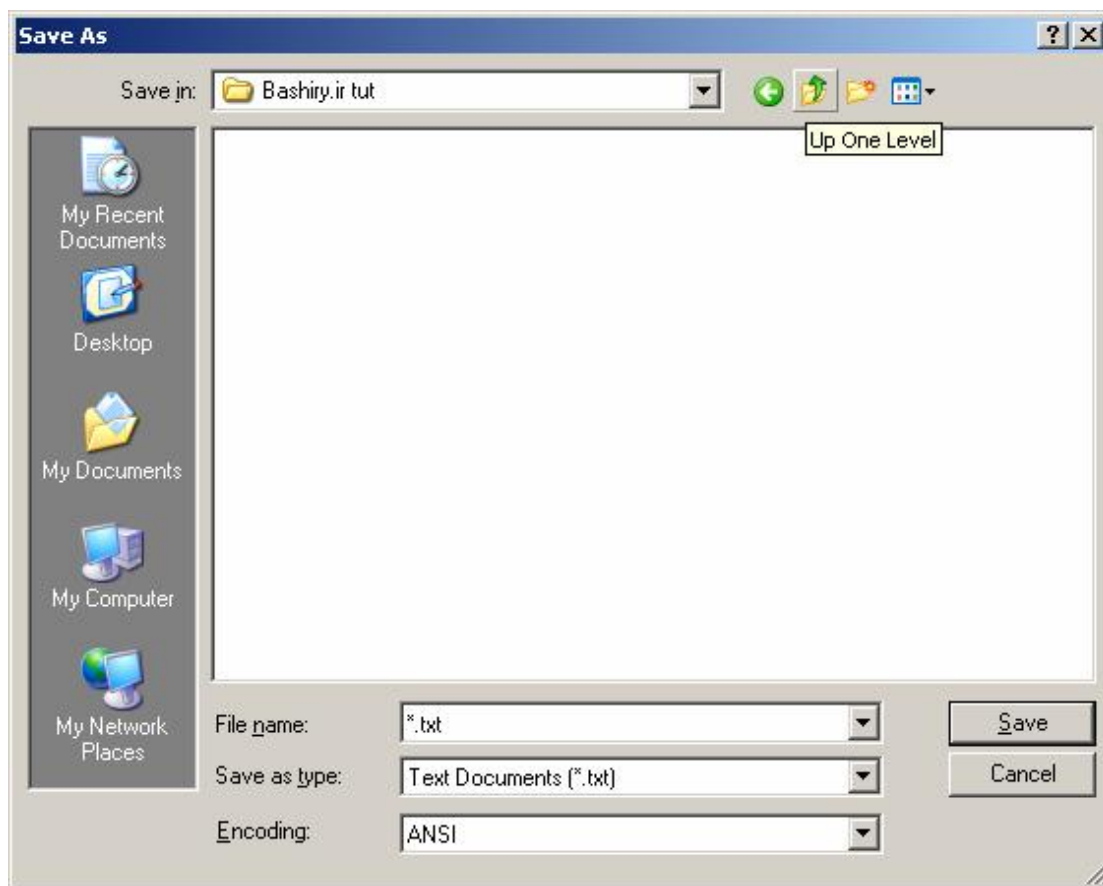 Save As
Save in:
Bashiry.ir tut
Up One Level
My Recent
Documents
Desktop
My Documents
My Computer
My Network
Places
File name:
*.txt
Save
Save as type:
Text Documents (*.txt)
Cancel
Encoding:
ANSI